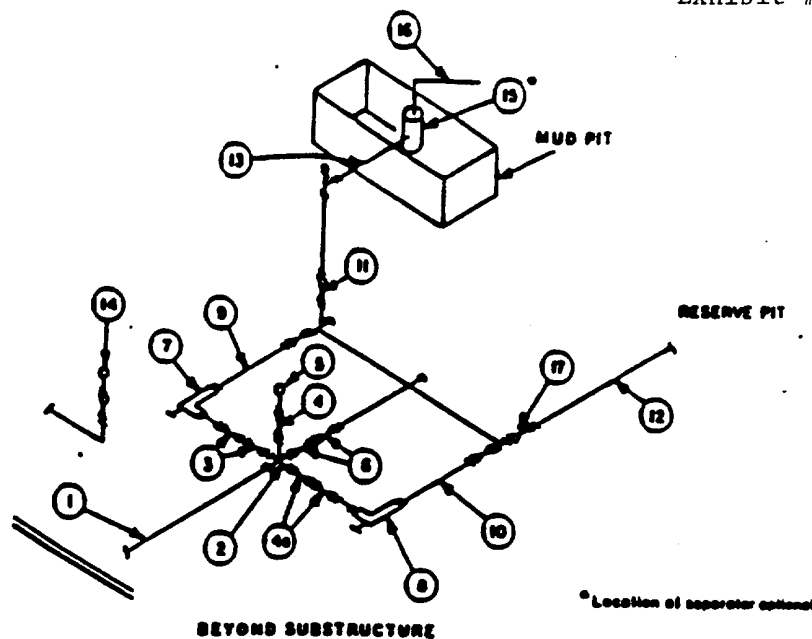 Exhibit
16
15*
MUD PIT
13
11
14
RESERVE PIT
9
7
5
17
4
12
3
6
1
2
4a
10
8
*Location of separator optional
BEYOND SUBSTRUCTURE